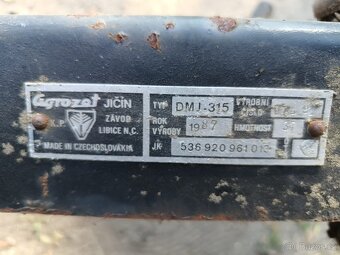 Agrozet JIČÍN
ZÁVOD
LIBICE N.C.
MADE IN CZECHOSLOVAKIA
TYP DMJ-315 VÝROBNÍ
ČÍSLO
ROK
VÝROBY 1987 HMOTNOST
JK 536 920 961 013